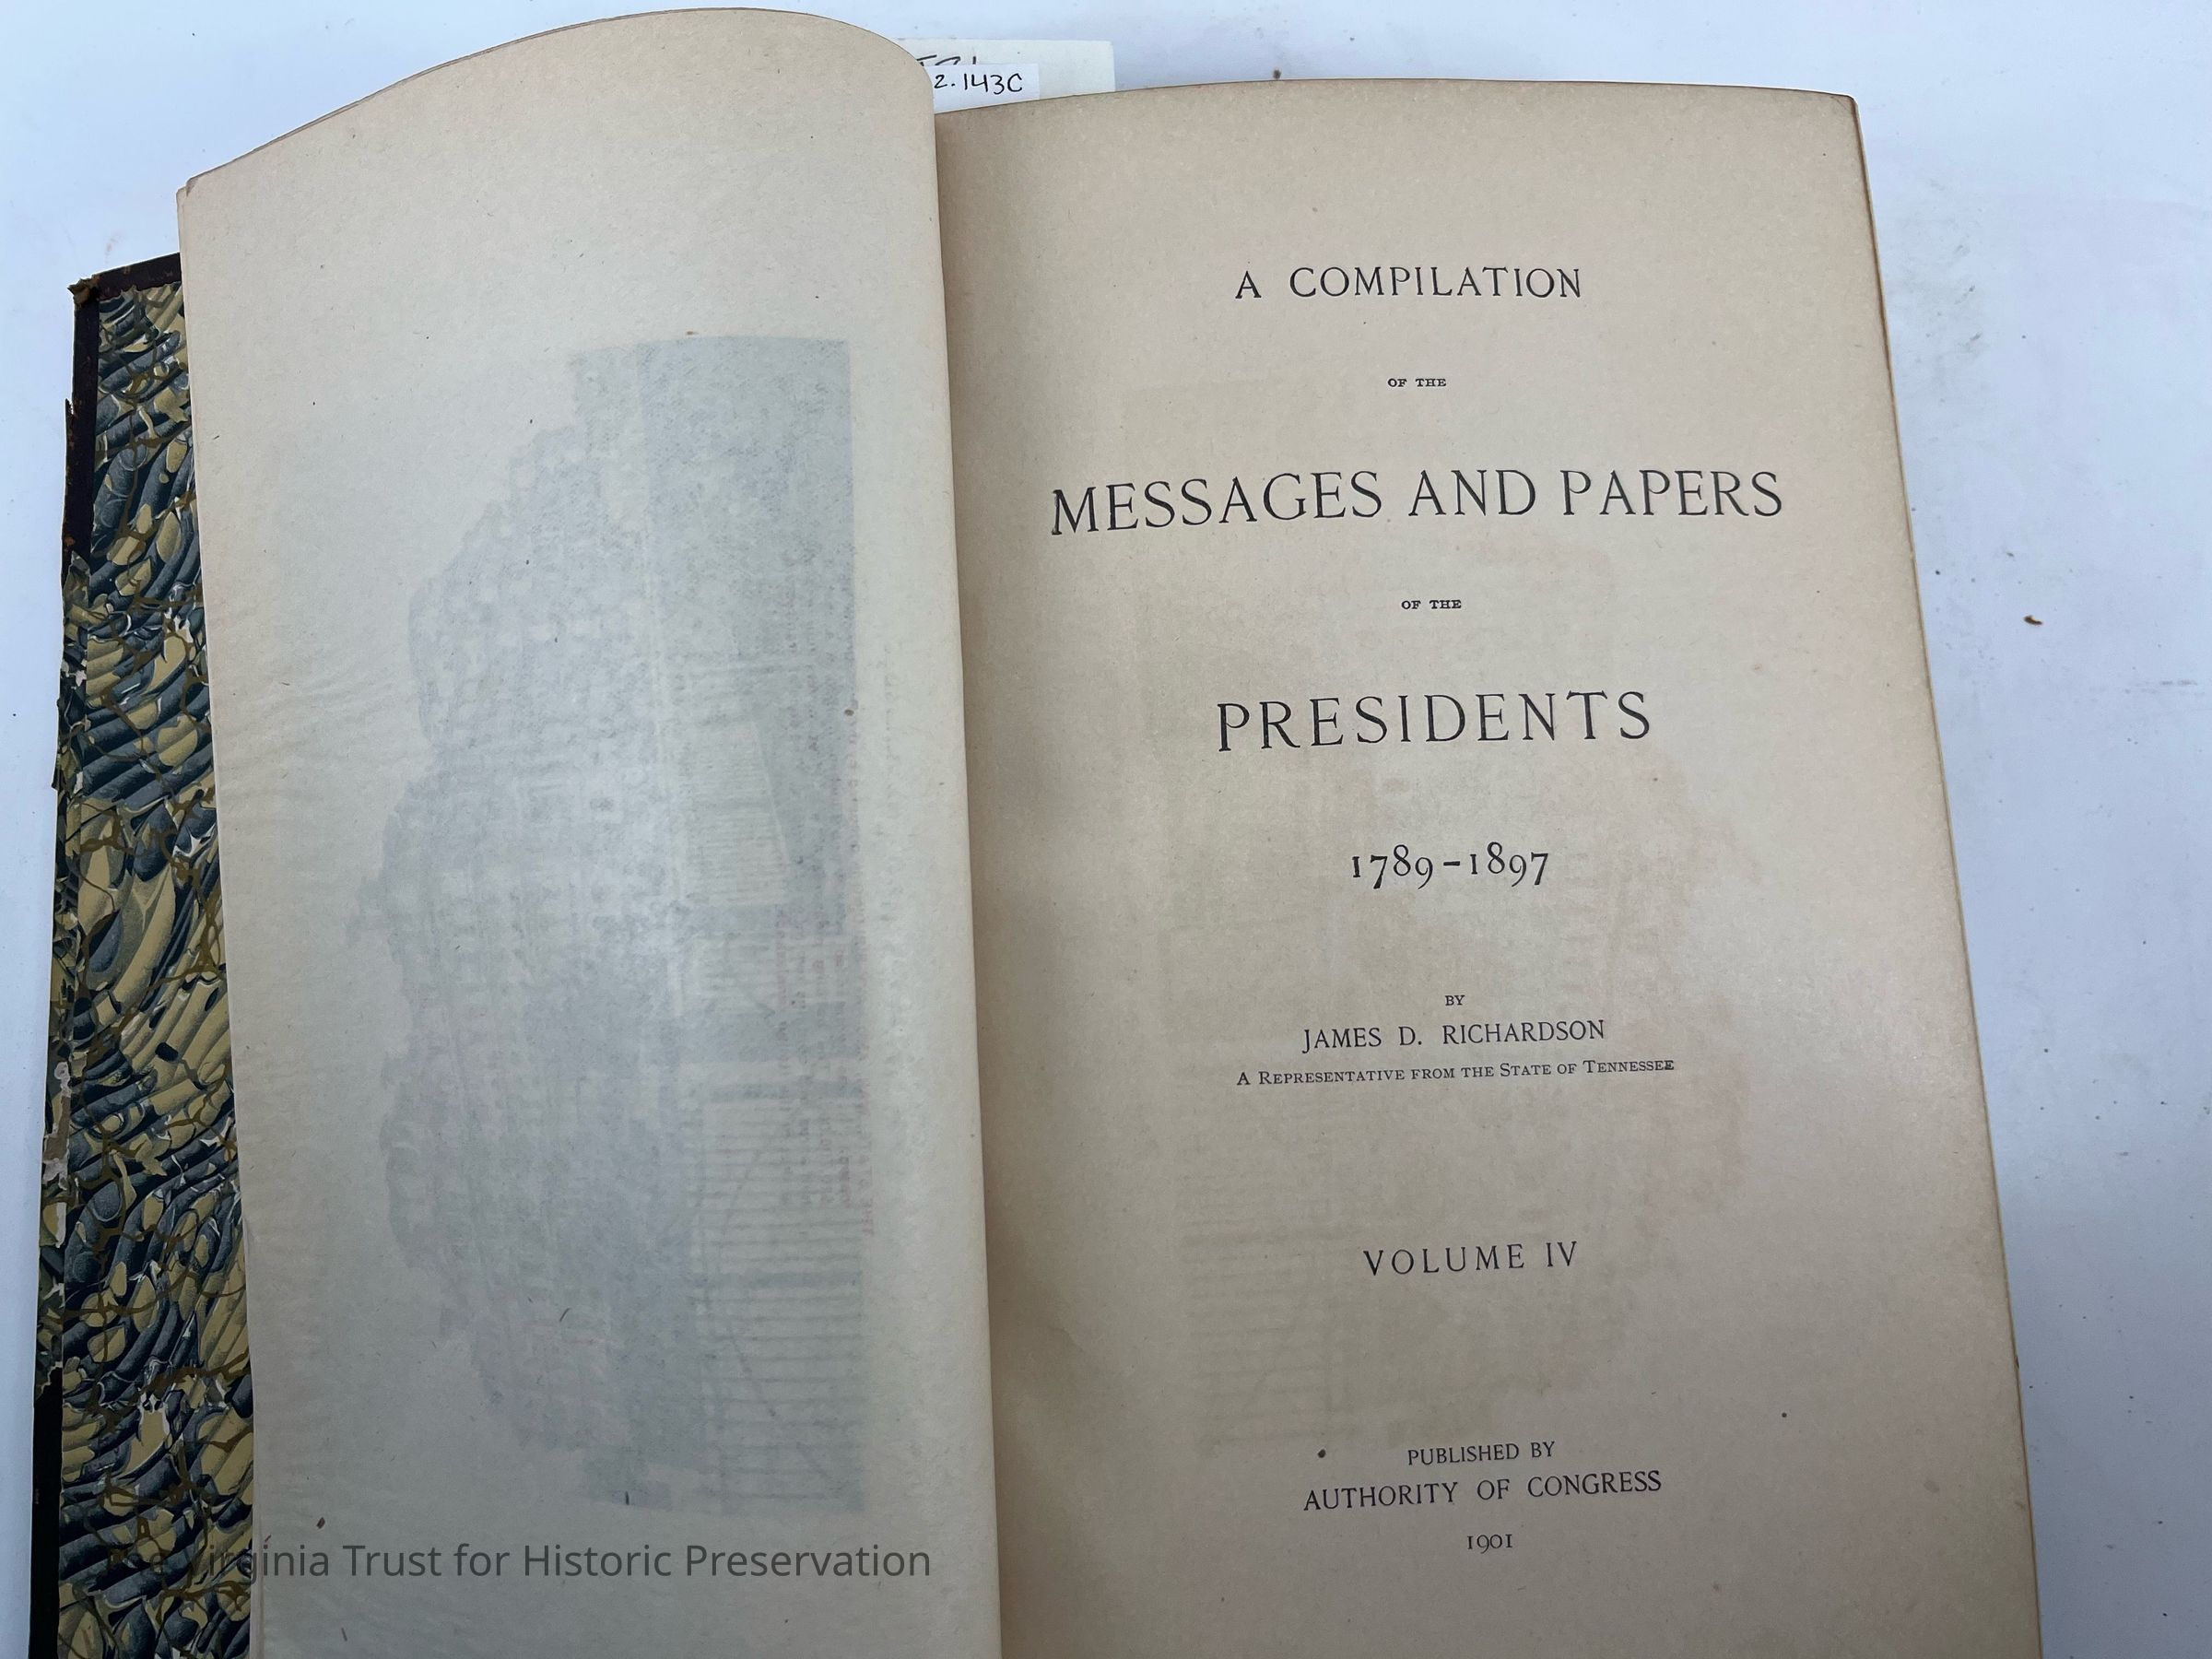 2.143C
A COMPILATION
OF THE
MESSAGES AND PAPERS
OF THE
PRESIDENTS
1789-1897
BY
JAMES D. RICHARDSON
A REPRESENTATIVE FROM THE STATE OF TENNESSEE
VOLUME IV
PUBLISHED BY
AUTHORITY OF CONGRESS
1901
The Virginia Trust for Historic Preservation